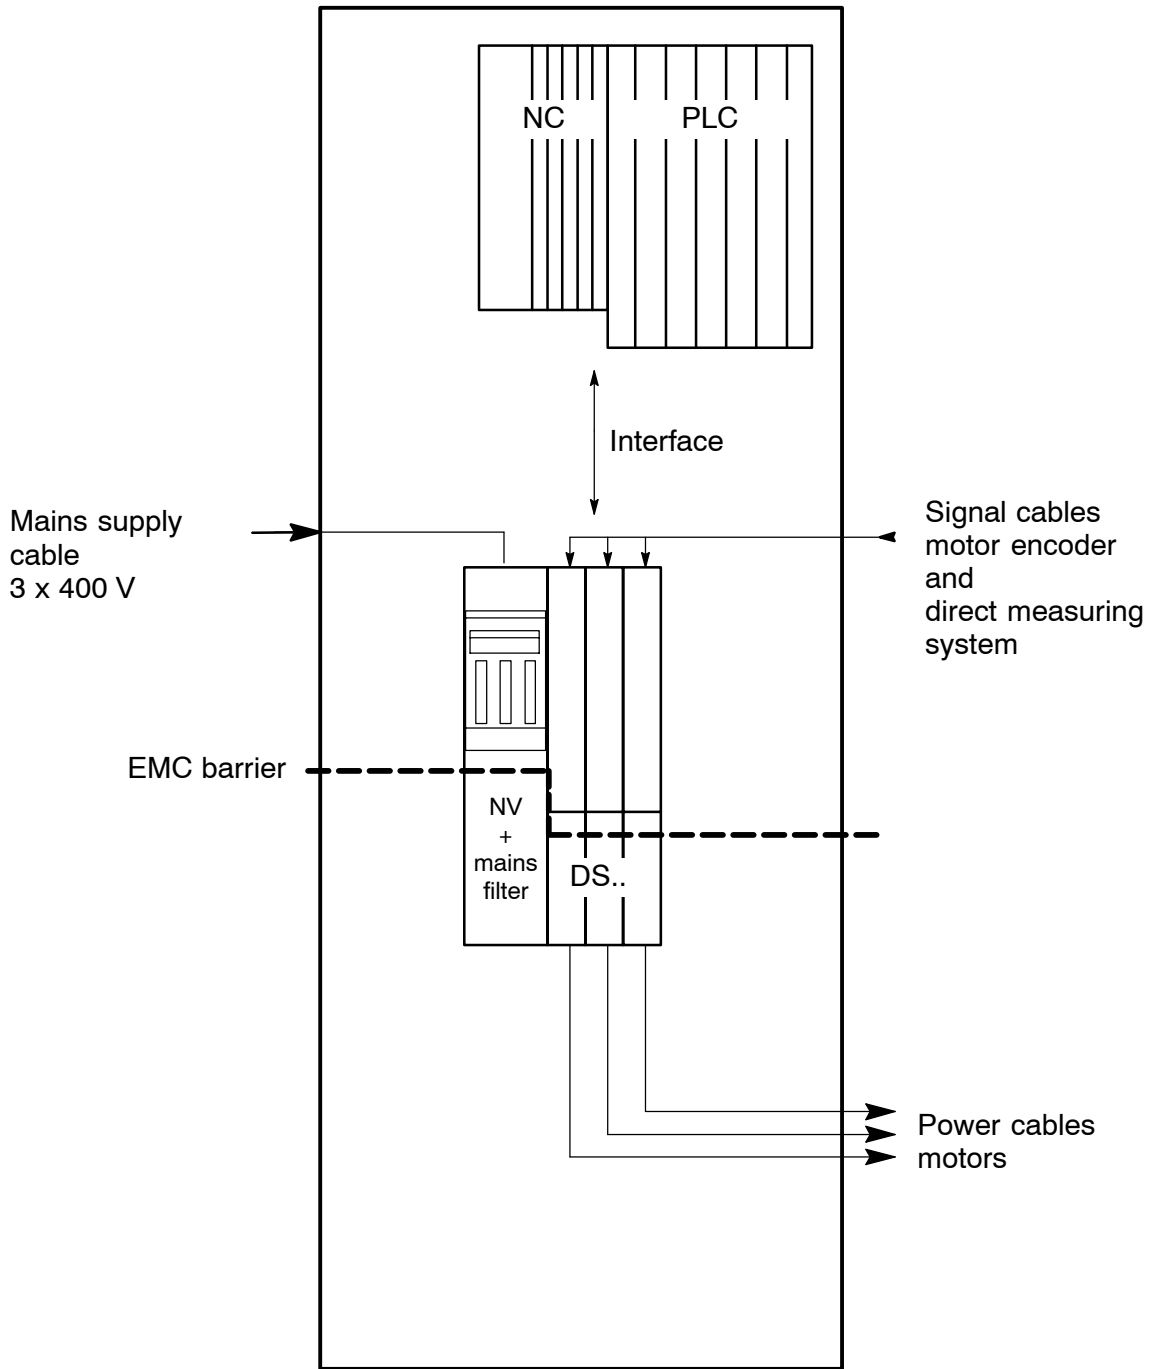 NC
PLC
Interface
Mains supply
cable
3 x 400 V
Signal cables
motor encoder
and
direct measuring
system
EMC barrier
NV
+
mains
filter
DS..
Power cables
motors